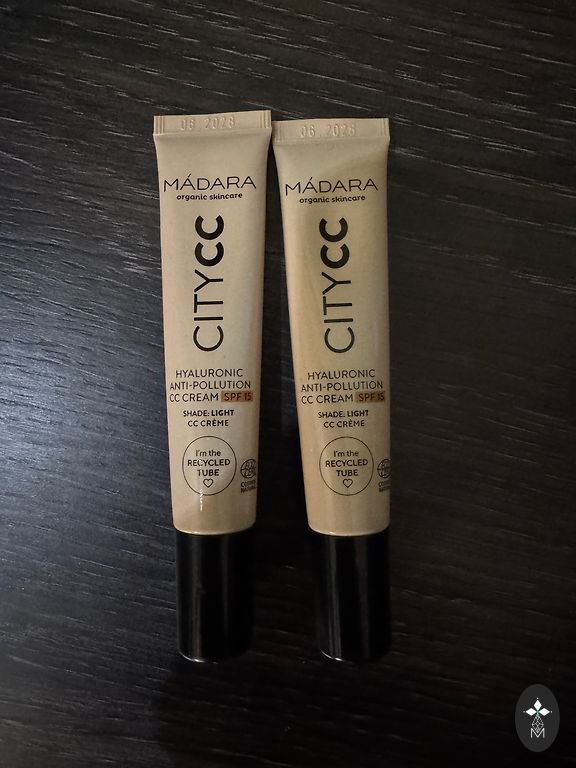 06 2028
MÁDARA
organic skincare
CITYCC
HYALURONIC
ANTI-POLLUTION
CC CREAM SPF 15
SHADE: LIGHT
CC CRÈME
I'm the
RECYCLED
TUBE
COSMOS
NATURAL
06. 2028
MÁDARA
organic skincare
CITYCC
HYALURONIC
ANTI-POLLUTION
CC CREAM SPF 15
SHADE: LIGHT
CC CRÈME
I'm the
RECYCLED
TUBE